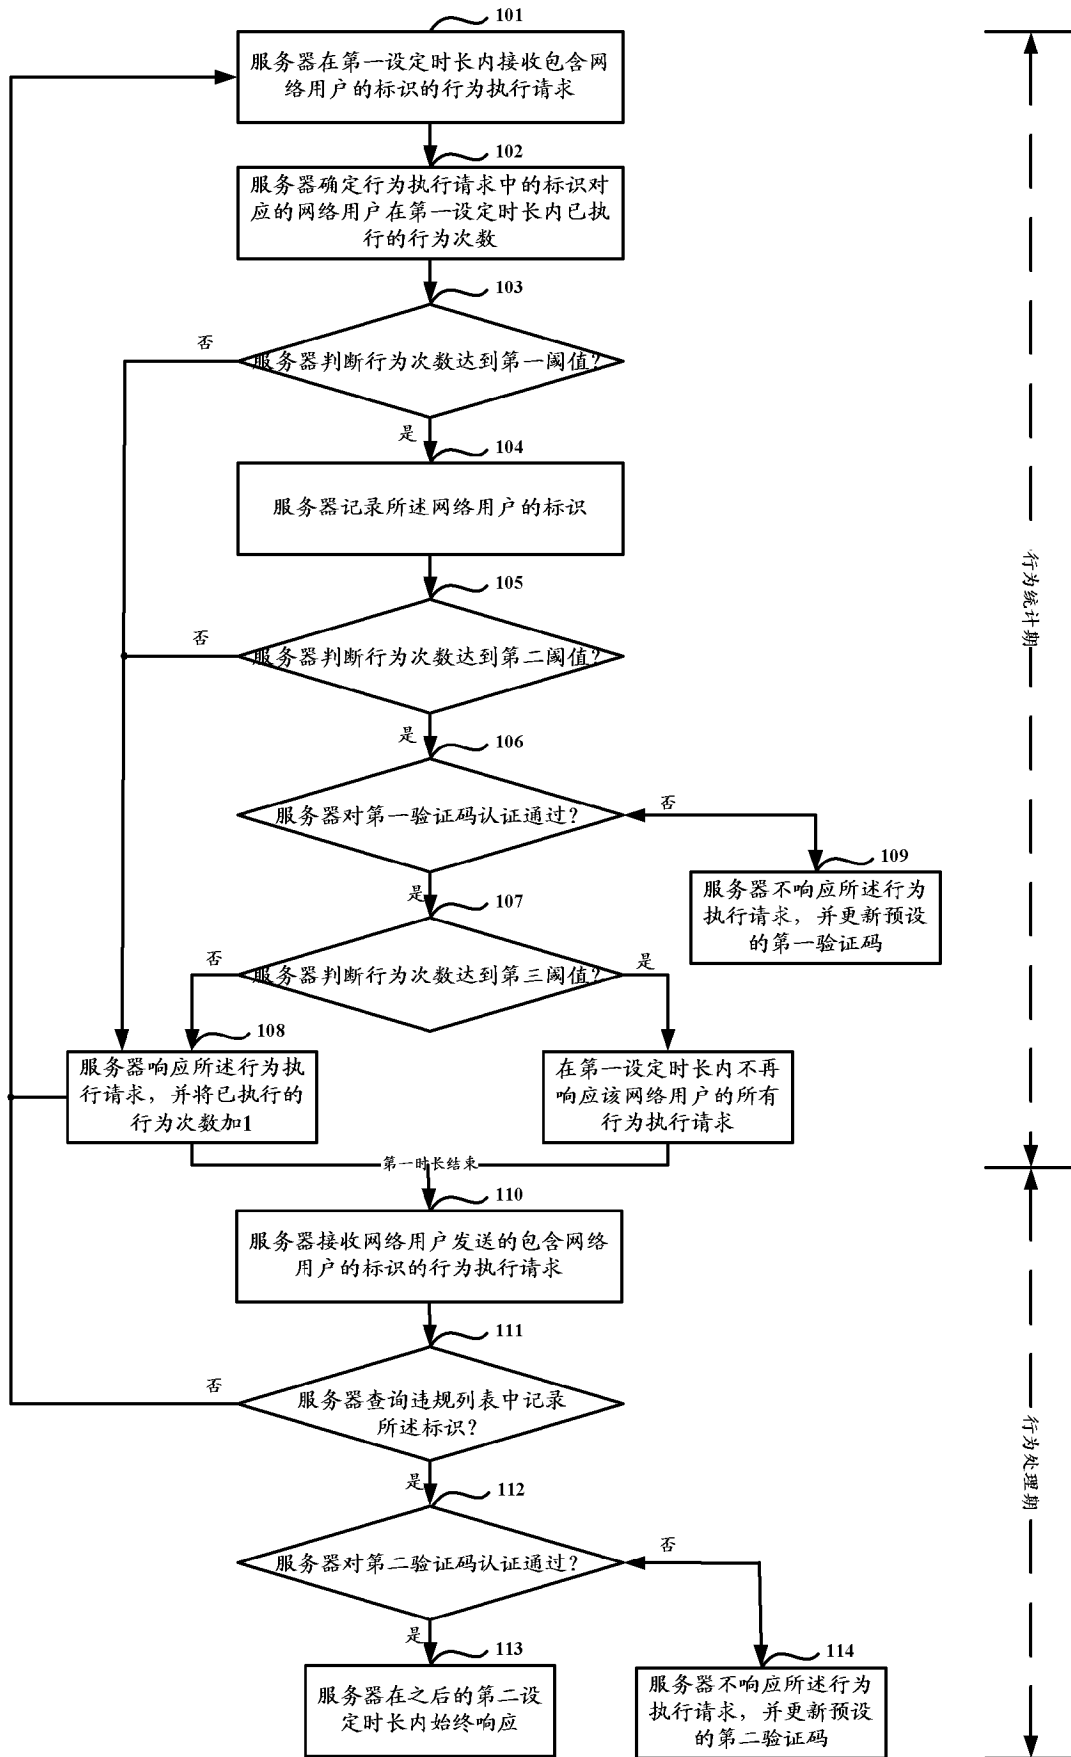 101
服务器在第一设定时长内接收包含网
络用户的标识的行为执行请求
102
服务器确定行为执行请求中的标识对
应的网络用户在第一设定时长内已执
行的行为次数
103
否
服务器判断行为次数达到第一阈值?
是
104
服务器记录所述网络用户的标识
105
否
服务器判断行为次数达到第二阈值?
是
106
服务器对第一验证码认证通过?
否
109
服务器不响应所述行为
执行请求，并更新预设
的第一验证码
是
107
否
服务器判断行为次数达到第三阈值?
是
108
服务器响应所述行为执
行请求，并将已执行的
行为次数加1
在第一设定时长内不再
响应该网络用户的所有
行为执行请求
第一时长结束
行为统计期
110
服务器接收网络用户发送的包含网络
用户的标识的行为执行请求
111
否
服务器查询违规列表中记录
所述标识?
是
112
服务器对第二验证码认证通过?
否
是
113
服务器在之后的第二设
定时长内始终响应
114
服务器不响应所述行为
执行请求，并更新预设
的第二验证码
行为处理期